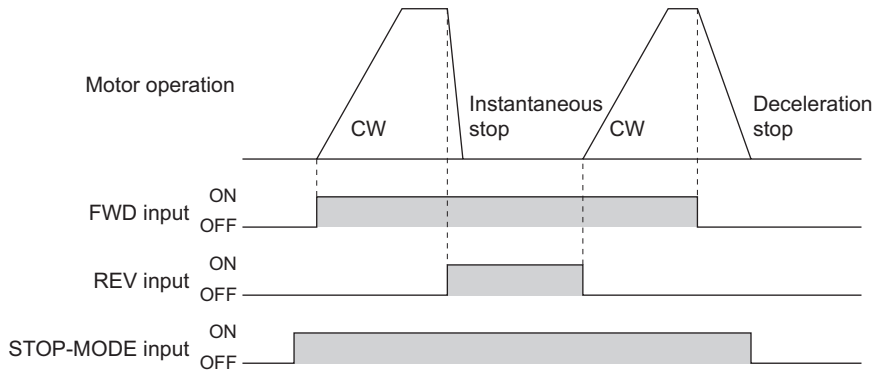 Motor operation
CW
Instantaneous
stop
CW
Deceleration
stop
FWD input
ON
OFF
REV input
ON
OFF
STOP-MODE input
ON
OFF